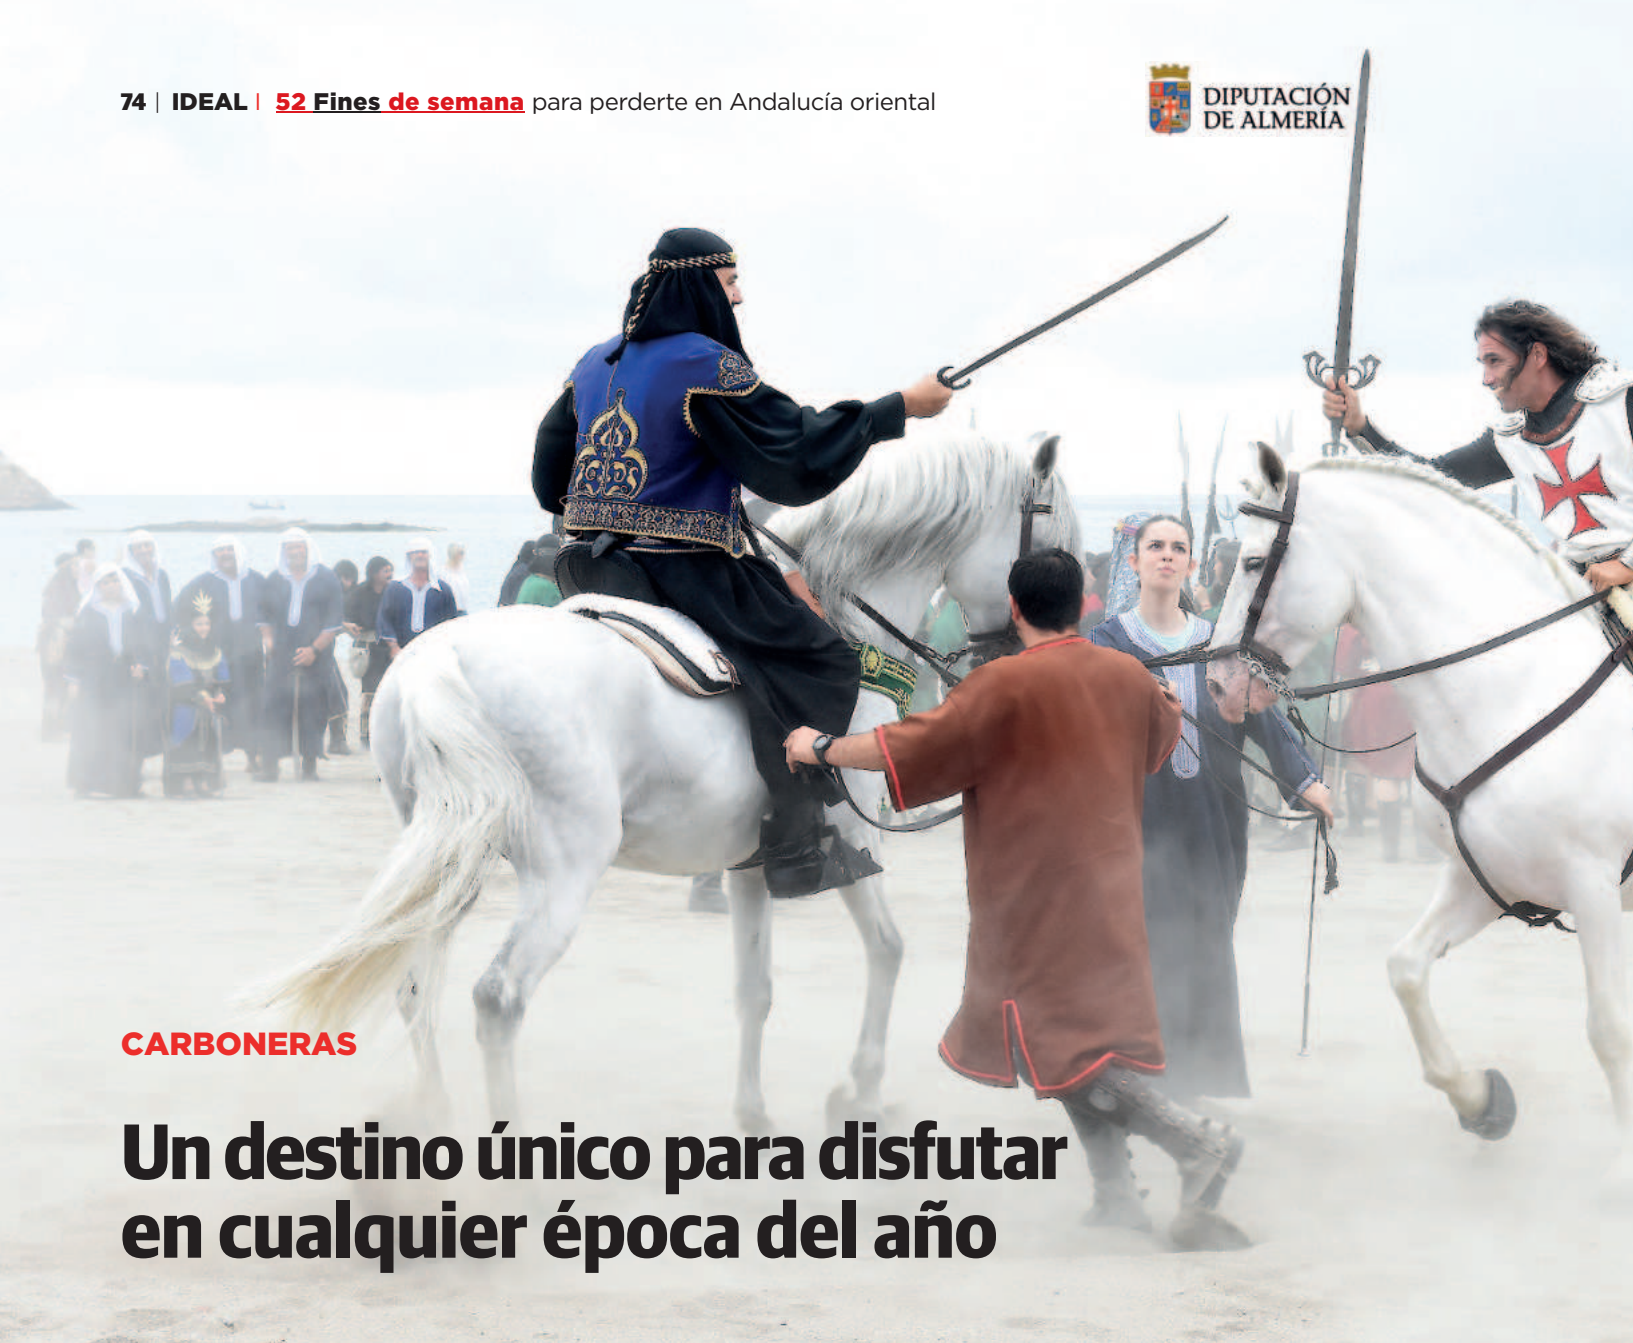 74 | IDEAL | 52 Fines de semana para perderte en Andalucía oriental
DIPUTACIÓN
DE ALMERÍA
CARBONERAS
Un destino único para disfutar
en cualquier época del año